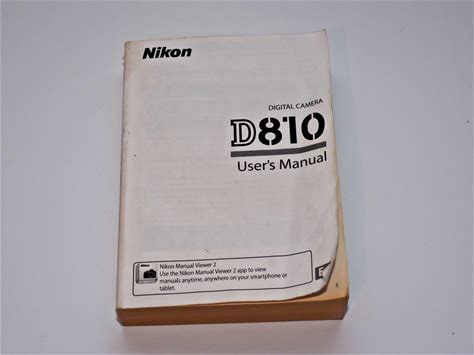 Nikon
DIGITAL CAMERA
D810
User's Manual
Nikon
Nikon Manual Viewer 2
Use the Nikon Manual Viewer 2 app to view
manuals anytime, anywhere on your smartphone or
tablet.